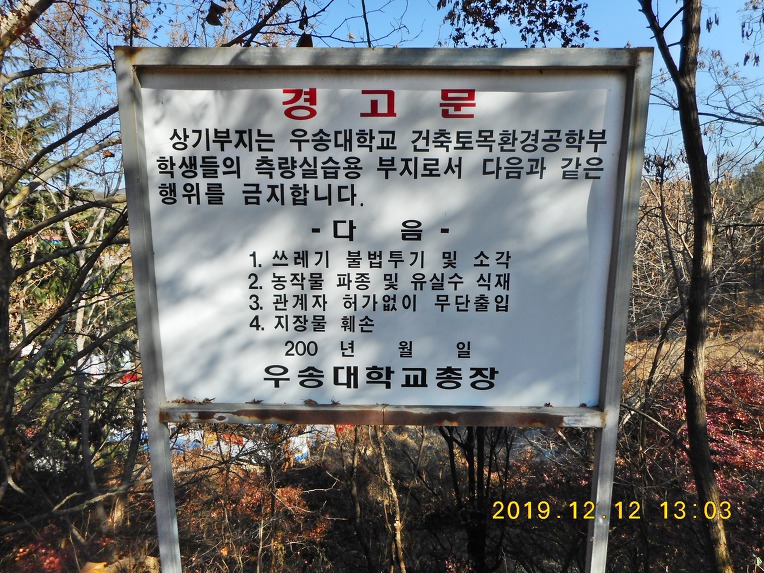 경고문
상기부지는 우송대학교 건축토목환경공학부
학생들의 측량실습용 부지로서 다음과 같은
행위를 금지합니다.
- 다 음 -
1. 쓰레기 불법투기 및 소각
2. 농작물 파종 및 유실수 식재
3. 관계자 허가없이 무단출입
4. 지장물 훼손
200 년 월 일
우송대학교총장
2019.12.12 13:03